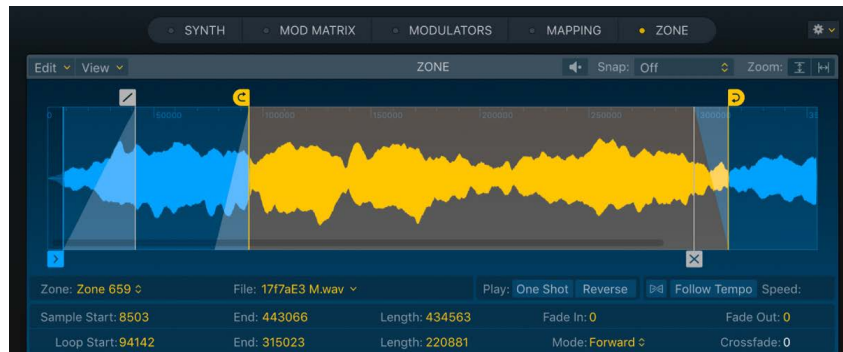 SYNTH MOD MATRIX MODULATORS MAPPING ZONE
Edit View ZONE Snap: Off Zoom:
0 50000 100000 150000 200000 250000 300000
Zone: Zone 659 File: 17f7aE3 M.wav Play: One Shot Reverse Follow Tempo Speed:
Sample Start: 8503 End: 443066 Length: 434563 Fade In: 0 Fade Out: 0
Loop Start: 94142 End: 315023 Length: 220881 Mode: Forward Crossfade: 0